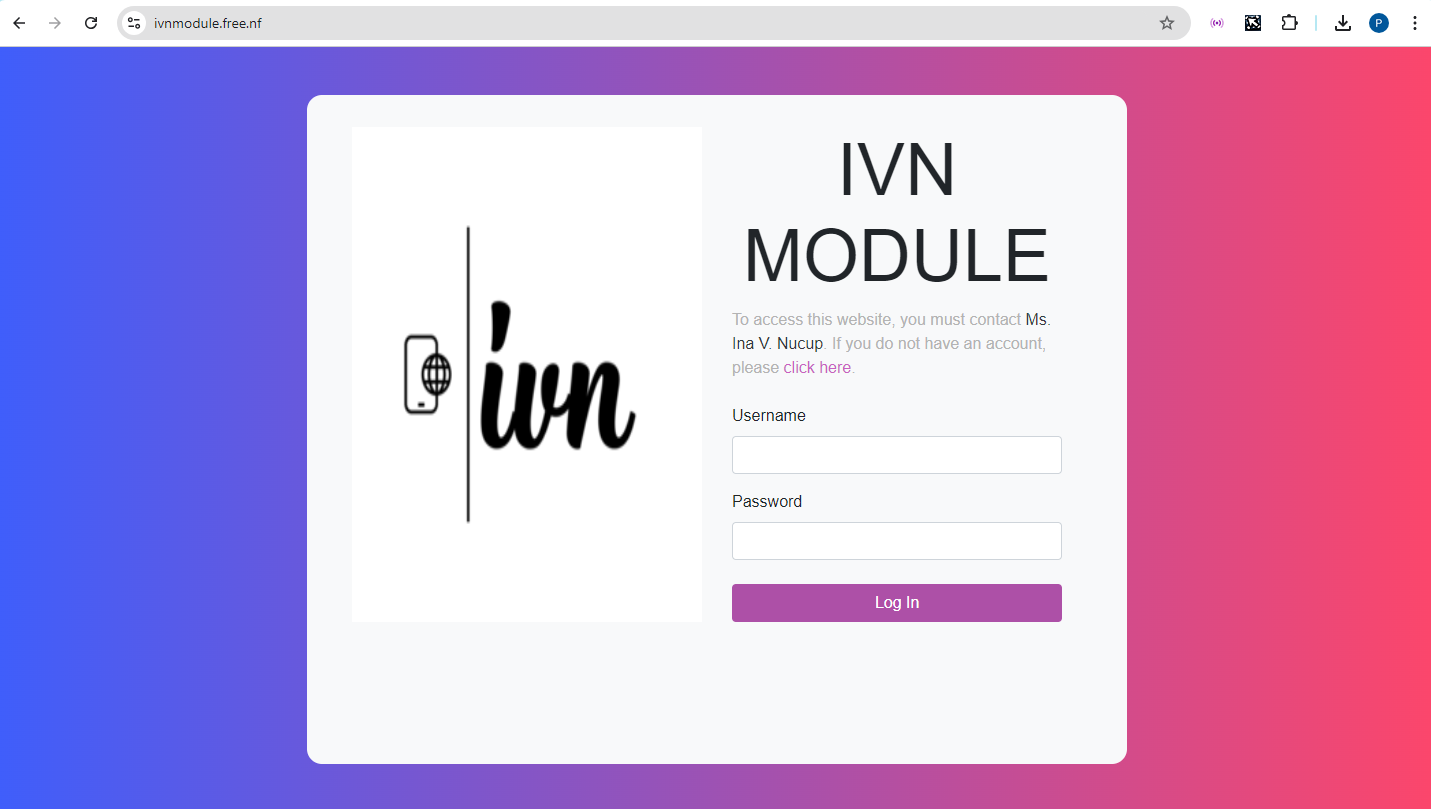 ivnmodule.free.nf
P
ivn
IVN
MODULE
To access this website, you must contact Ms.
Ina V. Nucup. If you do not have an account,
please click here.
Username
Password
Log In